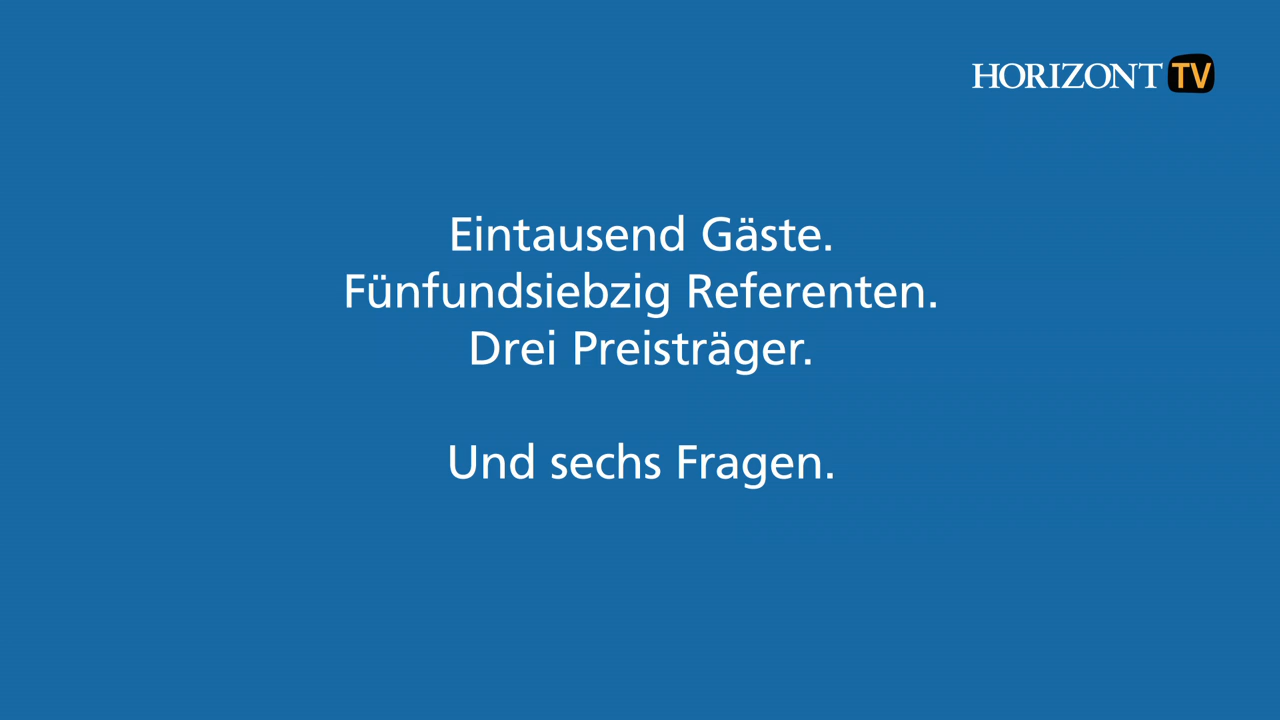 HORIZONT TV
Eintausend Gäste.
Fünfundsiebzig Referenten.
Drei Preisträger.
Und sechs Fragen.